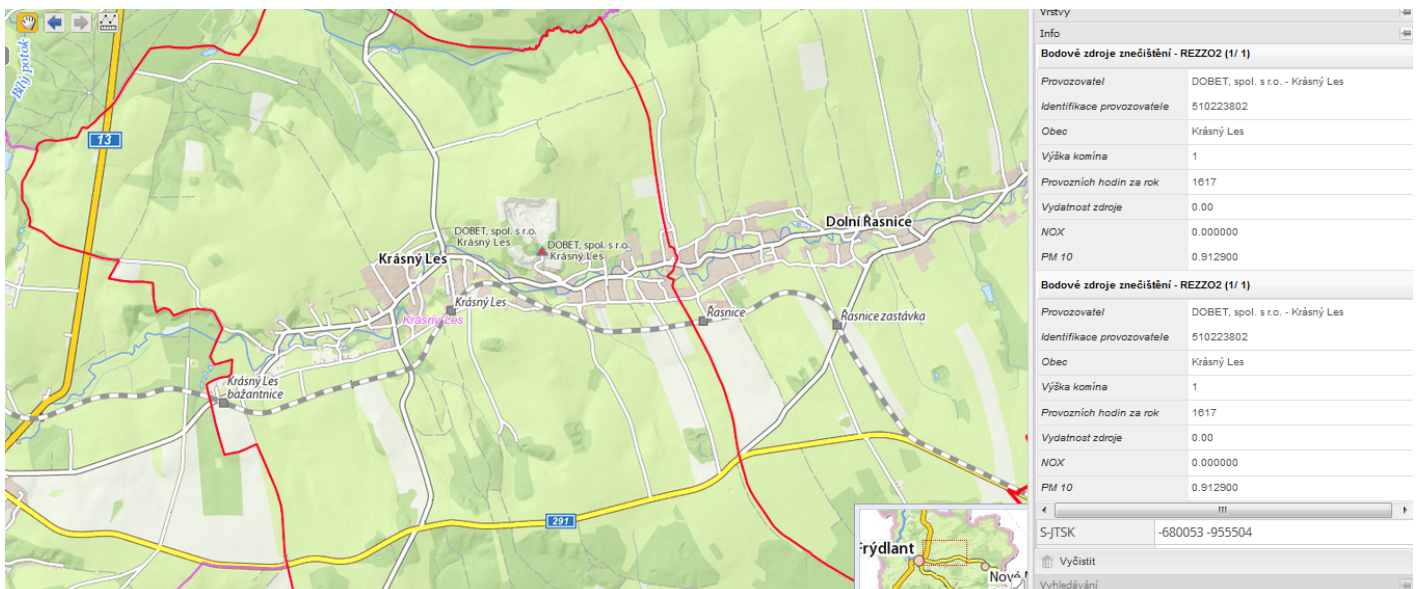 Bílý potok
13
DOBET, spol. s r.o.
Krásný Les
DOBET, spol. s r.o.
Krásný Les
Krásný Les
Dolní Řasnice
Krásný Les
Krásný Les
Řasnice
Řasnice zastávka
Krásný Les
bažantnice
291
Frýdlant
Nové
Vrstvy
Info
Bodové zdroje znečištění - REZZO2 (1/ 1)
Provozovatel DOBET, spol. s r.o. - Krásný Les
Identifikace provozovatele 510223802
Obec Krásný Les
Výška komína 1
Provozních hodin za rok 1617
Vydatnost zdroje 0.00
NOX 0.000000
PM 10 0.912900
Bodové zdroje znečištění - REZZO2 (1/ 1)
Provozovatel DOBET, spol. s r.o. - Krásný Les
Identifikace provozovatele 510223802
Obec Krásný Les
Výška komína 1
Provozních hodin za rok 1617
Vydatnost zdroje 0.00
NOX 0.000000
PM 10 0.912900
S-JTSK -680053 -955504
Vyčistit
Vyhledávání